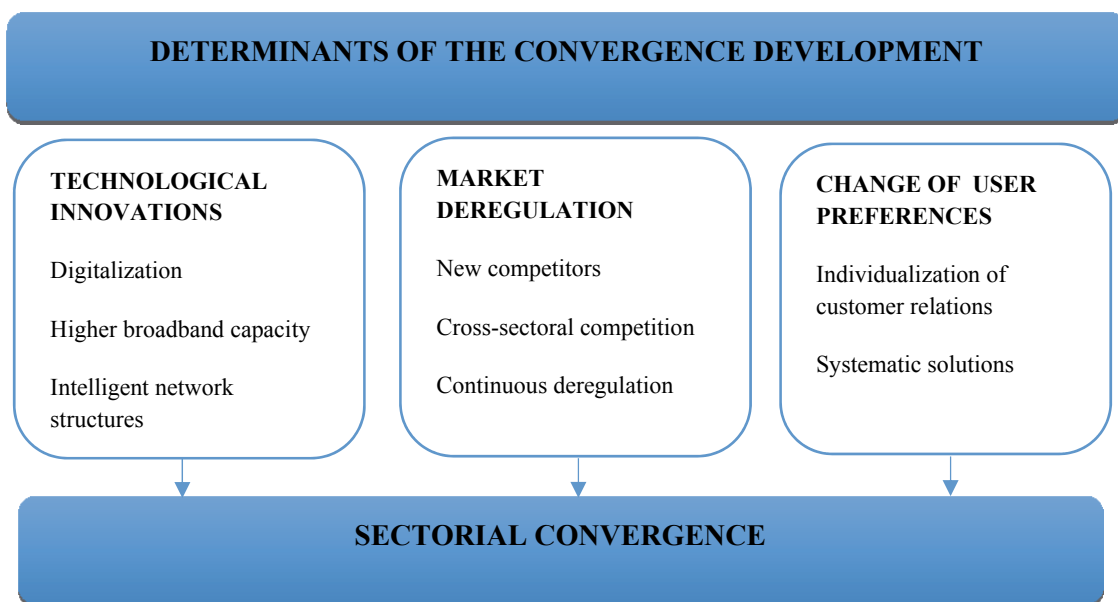 DETERMINANTS OF THE CONVERGENCE DEVELOPMENT
TECHNOLOGICAL
INNOVATIONS
Digitalization
Higher broadband capacity
Intelligent network
structures
MARKET
DEREGULATION
New competitors
Cross-sectoral competition
Continuous deregulation
CHANGE OF USER
PREFERENCES
Individualization of
customer relations
Systematic solutions
SECTORIAL CONVERGENCE